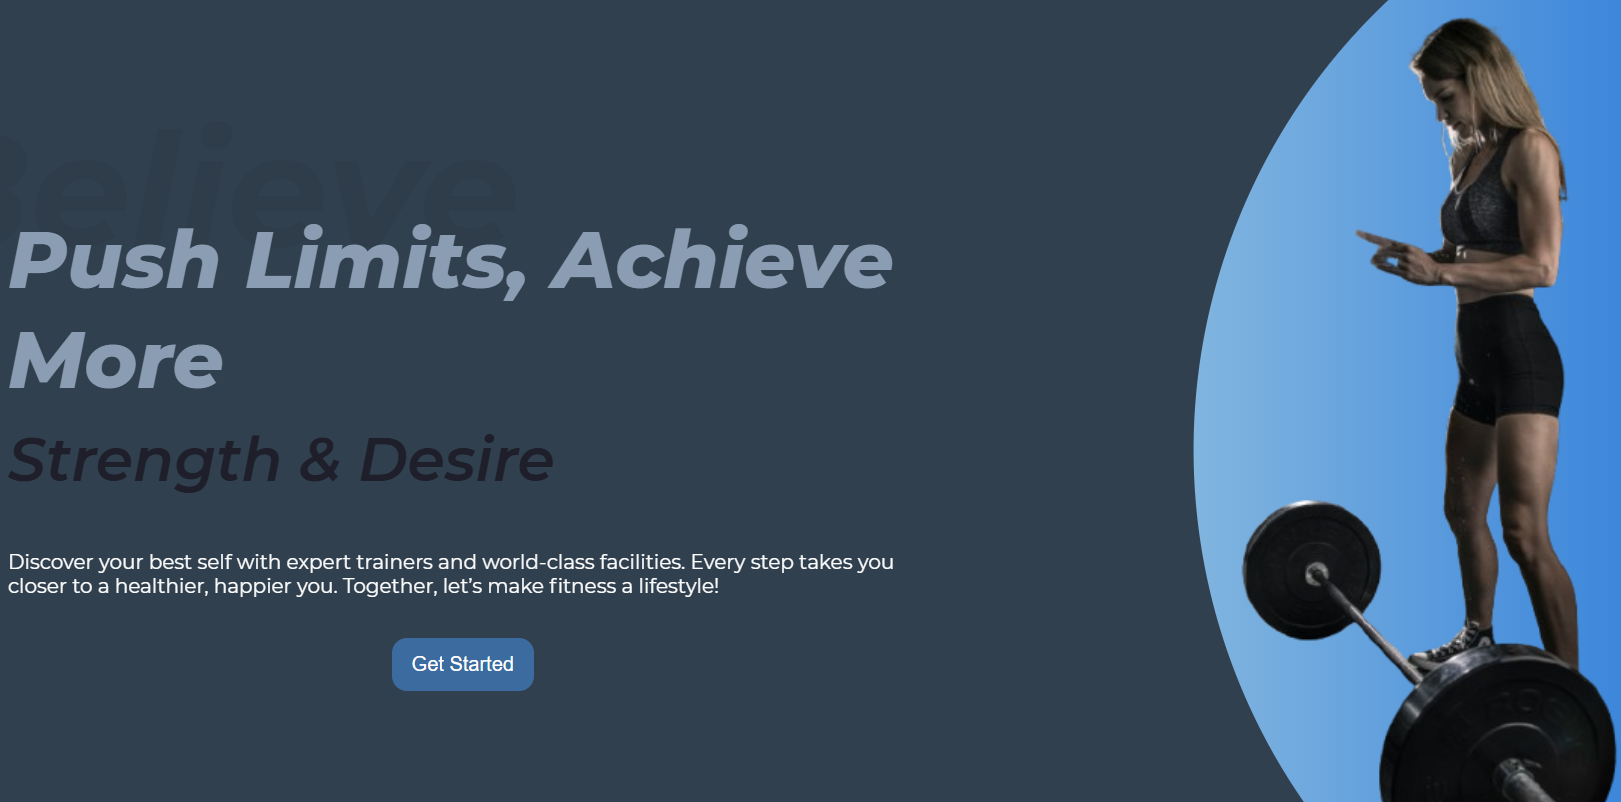 Believe
Push Limits, Achieve
More
Strength & Desire
Discover your best self with expert trainers and world-class facilities. Every step takes you
closer to a healthier, happier you. Together, let’s make fitness a lifestyle!
Get Started